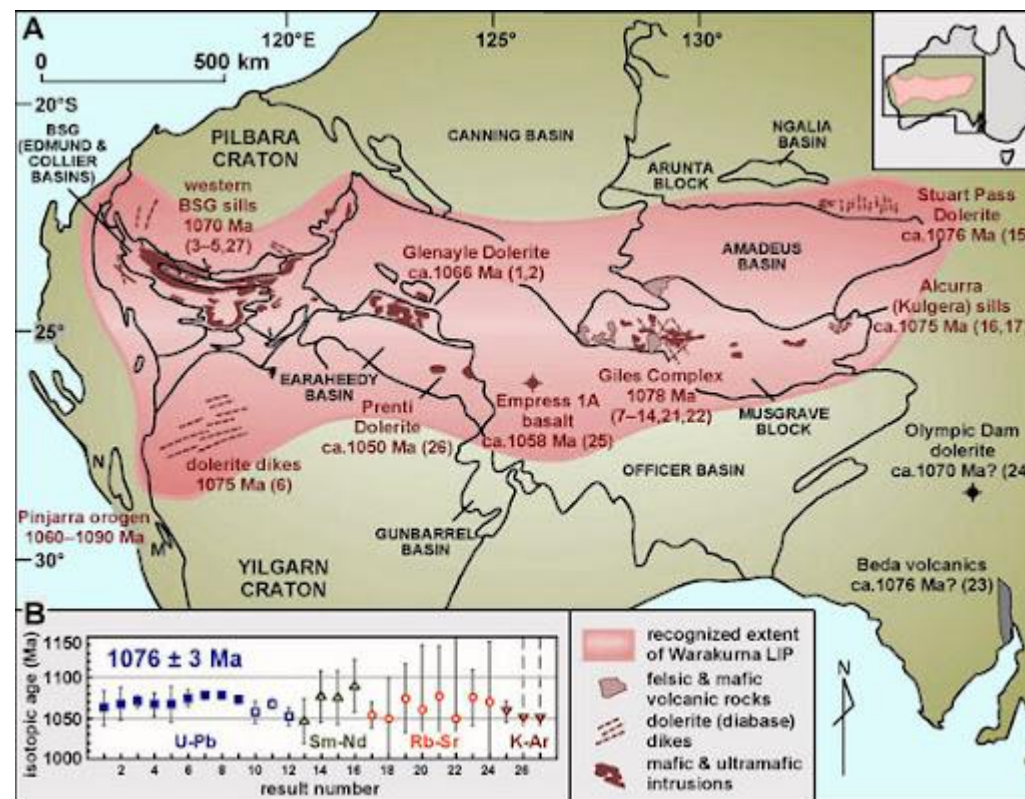 A
120°E
125°
130°
0
500 km
20°S
BSG
(EDMUND &
COLLIER
BASINS)
PILBARA
CRATON
CANNING BASIN
NGALIA
BASIN
ARUNTA
BLOCK
western
BSG sills
1070 Ma
(3–5,27)
Stuart Pass
Dolerite
ca.1076 Ma (15
Glenayle Dolerite
ca.1066 Ma (1,2)
AMADEUS
BASIN
Alcurra
(Kulgera) sills
ca.1075 Ma (16,17
25°
EARAHEEDY
BASIN
Prenti
Dolerite
ca.1050 Ma (26)
Empress 1A
basalt
ca.1058 Ma (25)
Giles Complex
1078 Ma
(7–14,21,22)
MUSGRAVE
BLOCK
Olympic Dam
dolerite
ca.1070 Ma? (24
OFFICER BASIN
dolerite dikes
1075 Ma (6)
N
Pinjarra orogen
1060–1090 Ma
M
GUNBARREL
BASIN
30°
YILGARN
CRATON
Beda volcanics
ca.1076 Ma? (23)
B
isotopic age (Ma)
1150
1100
1050
1000
1076 ± 3 Ma
U-Pb
Sm-Nd
Rb-Sr
K-Ar
2 4 6 8 10 12 14 16 18 20 22 24 26
result number
recognized extent
of Warakurna LIP
felsic & mafic
volcanic rocks
dolerite (diabase)
dikes
mafic & ultramafic
intrusions
N